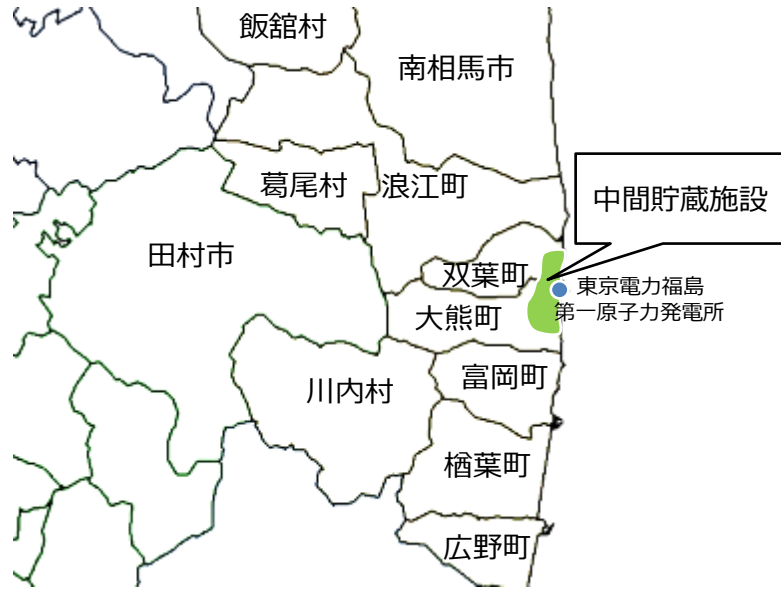 飯舘村
南相馬市
葛尾村
浪江町
中間貯蔵施設
田村市
双葉町
東京電力福島
第一原子力発電所
大熊町
川内村
富岡町
楢葉町
広野町